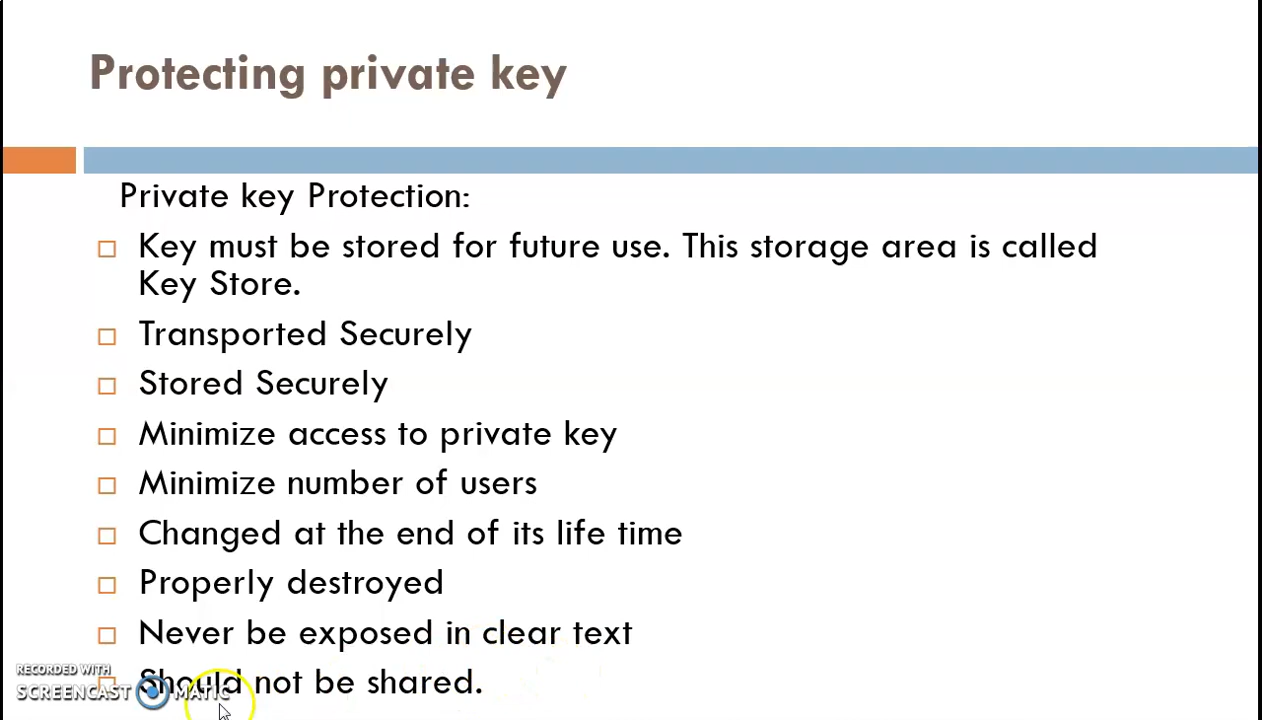 Protecting private key
Private key Protection:
Key must be stored for future use. This storage area is called
Key Store.
Transported Securely
Stored Securely
Minimize access to private key
Minimize number of users
Changed at the end of its life time
Properly destroyed
Never be exposed in clear text
Should not be shared.
RECORDED WITH
SCREENCAST MATIC